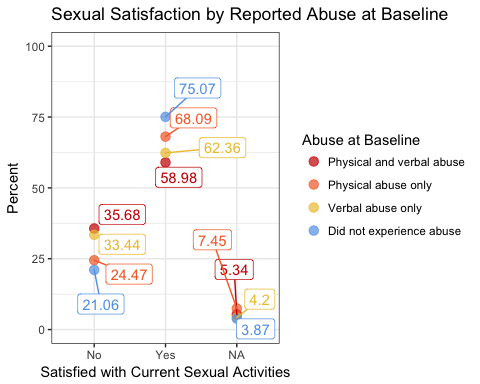 Sexual Satisfaction by Reported Abuse at Baseline
100
75
50
25
0
Percent
75.07
68.09
62.36
58.98
35.68
33.44
24.47
21.06
7.45
5.34
4.2
3.87
No Yes NA
Satisfied with Current Sexual Activities
Abuse at Baseline
Physical and verbal abuse
Physical abuse only
Verbal abuse only
Did not experience abuse